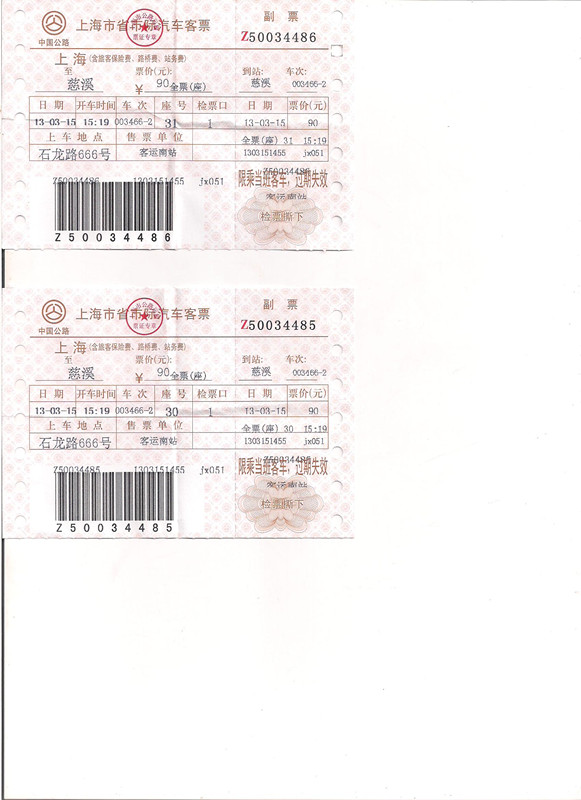 中国公路
上海市省市际汽车客票
票证专章
副 票
Z50034486
上海(含旅客保险费、路桥费、站务费)
至 票价(元): 到站: 车次:
慈溪 ¥ 90全票(座) 慈溪 003466-2
日 期 开车时间 车 次 座 号 检票口 日 期 票价(元)
13-03-15 15:19 003466-2 31 1 13-03-15 90
上 车 地 点 售 票 单 位 全票(座) 31 15:19
石龙路666号 客运南站 1303151455 jx051
Z50034486 1303151455 jx051 Z50034486
限乘当班客车,过期失效
客运南站
检票撕下
Z50034486
中国公路
上海市省市际汽车客票
票证专章
副 票
Z50034485
上海(含旅客保险费、路桥费、站务费)
至 票价(元): 到站: 车次:
慈溪 ¥ 90全票(座) 慈溪 003466-2
日 期 开车时间 车 次 座 号 检票口 日 期 票价(元)
13-03-15 15:19 003466-2 30 1 13-03-15 90
上 车 地 点 售 票 单 位 全票(座) 30 15:19
石龙路666号 客运南站 1303151455 jx051
Z50034485 1303151455 jx051 Z50034485
限乘当班客车,过期失效
客运南站
检票撕下
Z50034485